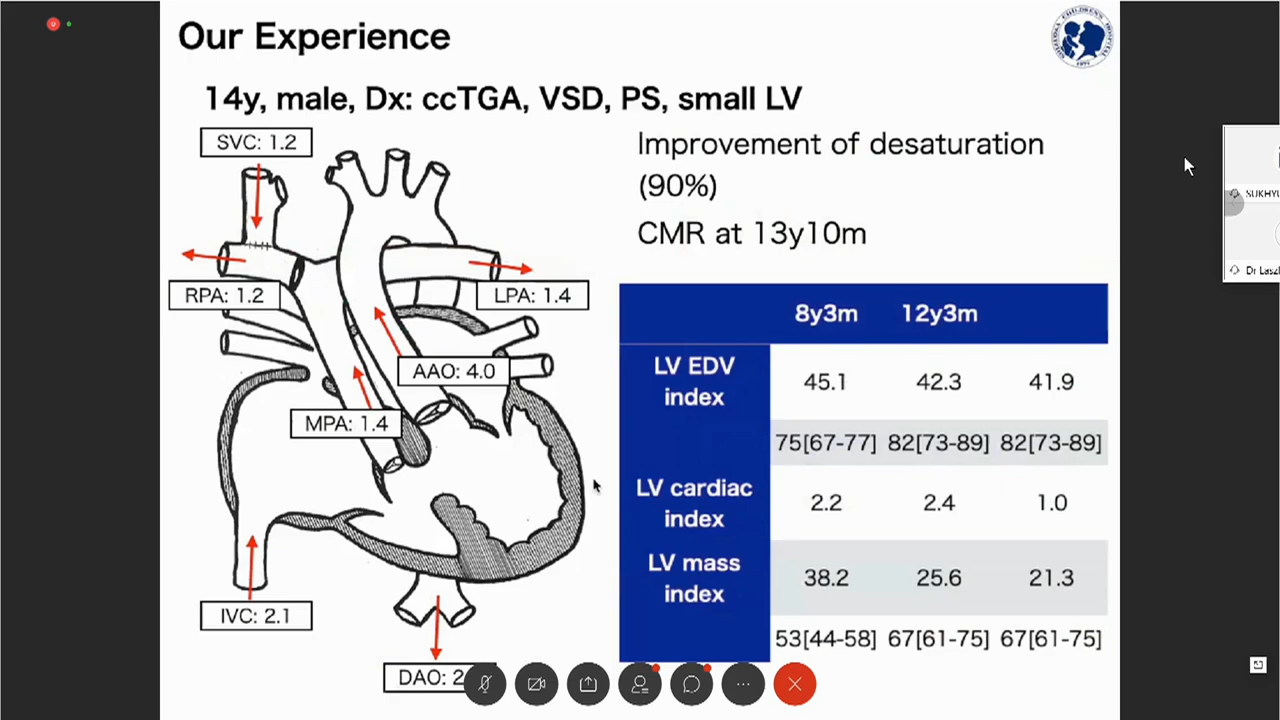 Our Experience
14y, male, Dx: ccTGA, VSD, PS, small LV
SVC: 1.2
RPA: 1.2
LPA: 1.4
AAO: 4.0
MPA: 1.4
IVC: 2.1
DAO: 2
Improvement of desaturation
(90%)
CMR at 13y10m
8y3m 12y3m
LV EDV
index
45.1 42.3 41.9
75[67-77] 82[73-89] 82[73-89]
LV cardiac
index
2.2 2.4 1.0
LV mass
index
38.2 25.6 21.3
53[44-58] 67[61-75] 67[61-75]
SUKHYU
Dr Laszl